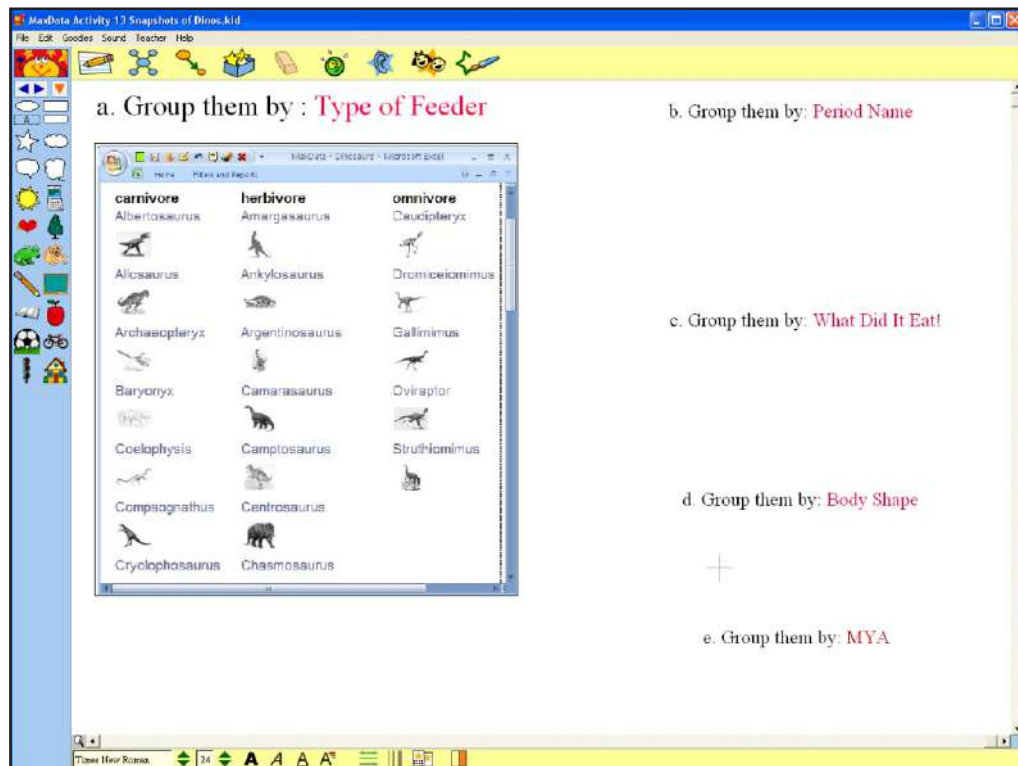 MaxData Activity 13 Snapshots of Dinos.kid
File Edit Goodies Sound Teacher Help
a. Group them by : Type of Feeder
b. Group them by: Period Name
MaxData - Dinosaurs - Microsoft Excel
Home Filters and Reports
carnivore herbivore omnivore
Albertosaurus Amargasaurus Caudipteryx
Allosaurus Ankylosaurus Dromiceiomimus
Archaeopteryx Argentinosaurus Gallimimus
Baryonyx Camarasaurus Oviraptor
Coelophysis Camptosaurus Struthiomimus
Compsognathus Centrosaurus
Cryolophosaurus Chasmosaurus
c. Group them by: What Did It Eat!
d. Group them by: Body Shape
e. Group them by: MYA
Times New Roman 24 A A A A